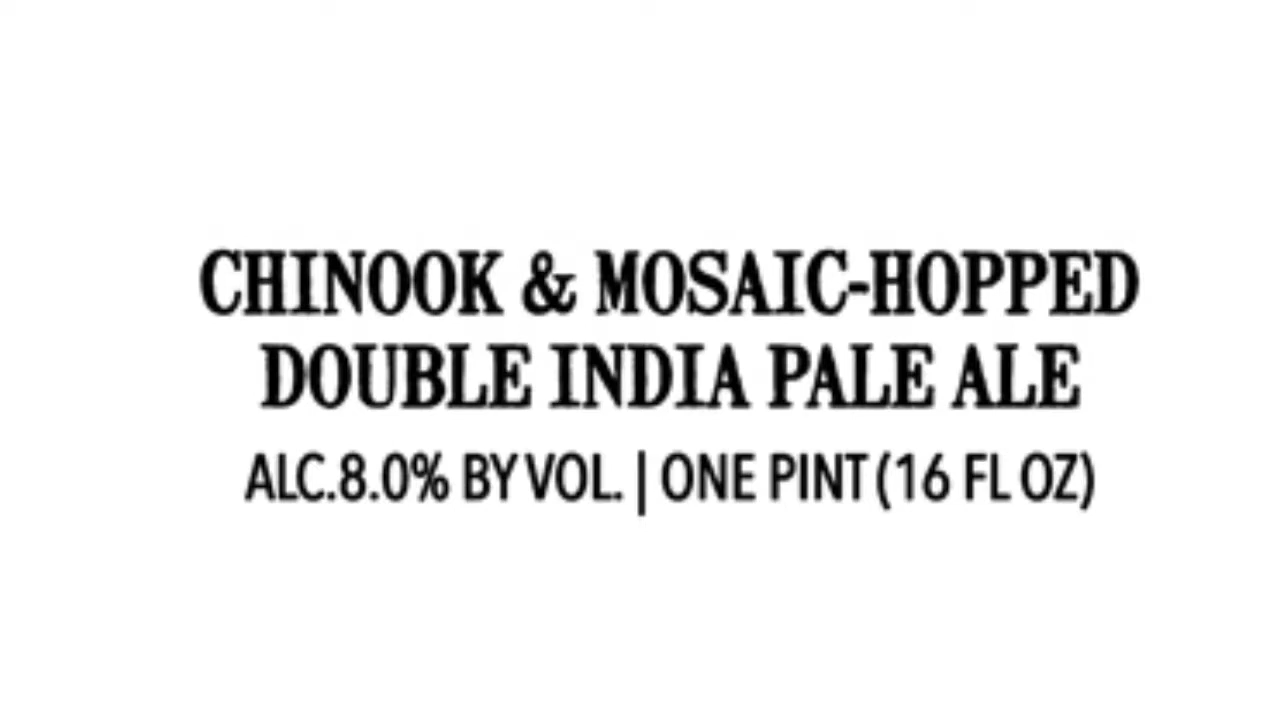 CHINOOK & MOSAIC-HOPPED
DOUBLE INDIA PALE ALE
ALC.8.0% BY VOL. | ONE PINT (16 FL OZ)